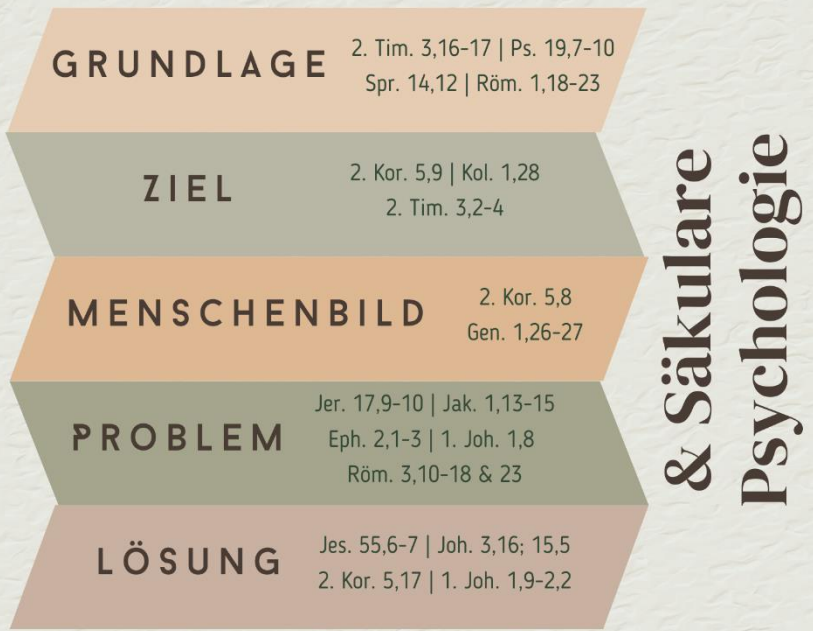 GRUNDLAGE
2. Tim. 3,16-17 | Ps. 19,7-10
Spr. 14,12 | Röm. 1,18-23
ZIEL
2. Kor. 5,9 | Kol. 1,28
2. Tim. 3,2-4
MENSCHENBILD
2. Kor. 5,8
Gen. 1,26-27
PROBLEM
Jer. 17,9-10 | Jak. 1,13-15
Eph. 2,1-3 | 1. Joh. 1,8
Röm. 3,10-18 & 23
LÖSUNG
Jes. 55,6-7 | Joh. 3,16; 15,5
2. Kor. 5,17 | 1. Joh. 1,9-2,2
& Säkulare
Psychologie